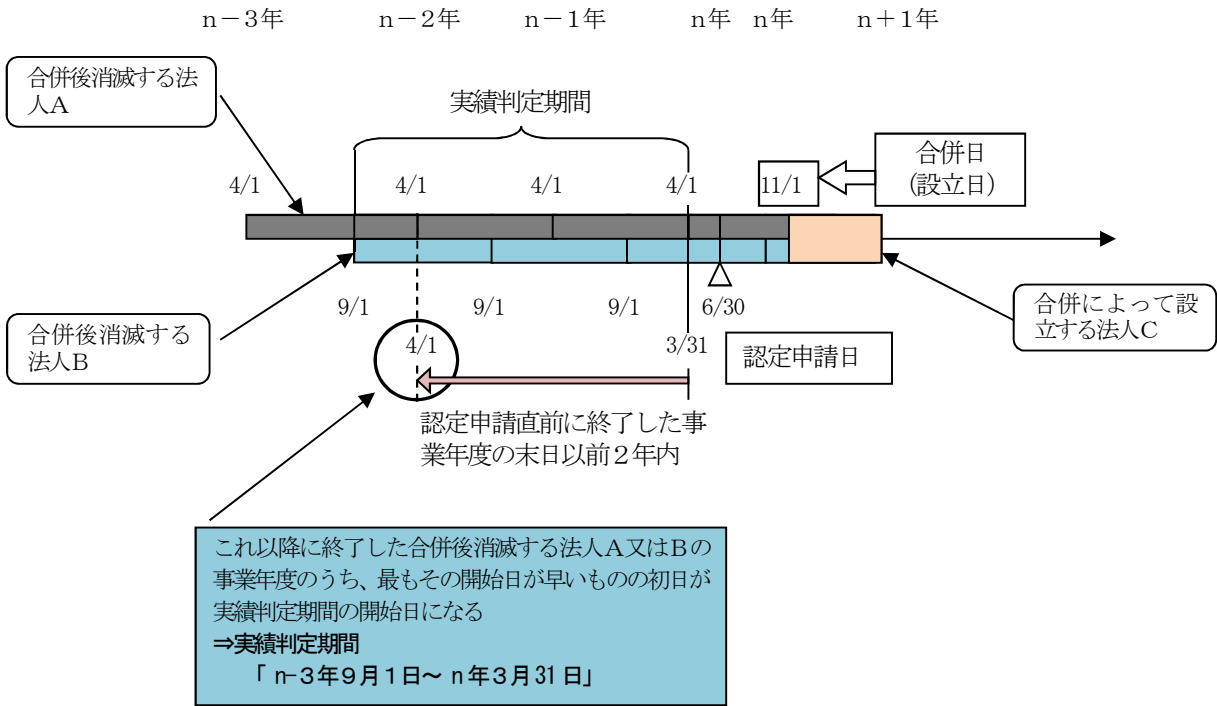 n－3年 n－2年 n－1年 n年 n年 n＋1年
合併後消滅する法
人A
実績判定期間
合併日
(設立日)
4/1 4/1 4/1 4/1 11/1
9/1 9/1 9/1 6/30
合併後消滅する
法人B
合併によって設
立する法人C
4/1 3/31
認定申請日
認定申請直前に終了した事
業年度の末日以前２年内
これ以降に終了した合併後消滅する法人A又はBの
事業年度のうち、最もその開始日が早いものの初日が
実績判定期間の開始日になる
⇒実績判定期間
「 n-3年９月１日～ n 年３月 31 日」